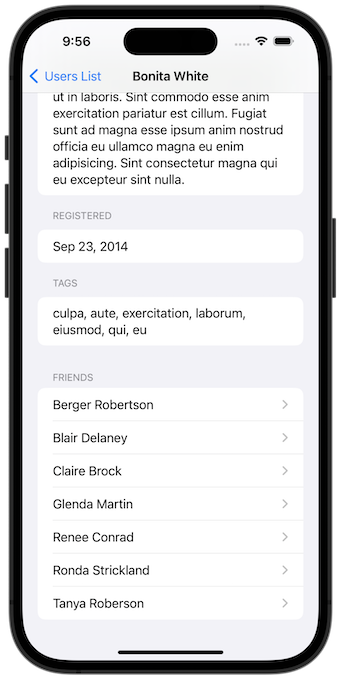 9:56
Users List
Bonita White
ut in laboris. Sint commodo esse anim
exercitation pariatur est cillum. Fugiat
sunt ad magna esse ipsum anim nostrud
officia eu ullamco magna eu enim
adipisicing. Sint consectetur magna qui
eu excepteur sint nulla.
REGISTERED
Sep 23, 2014
TAGS
culpa, aute, exercitation, laborum,
eiusmod, qui, eu
FRIENDS
Berger Robertson
Blair Delaney
Claire Brock
Glenda Martin
Renee Conrad
Ronda Strickland
Tanya Roberson